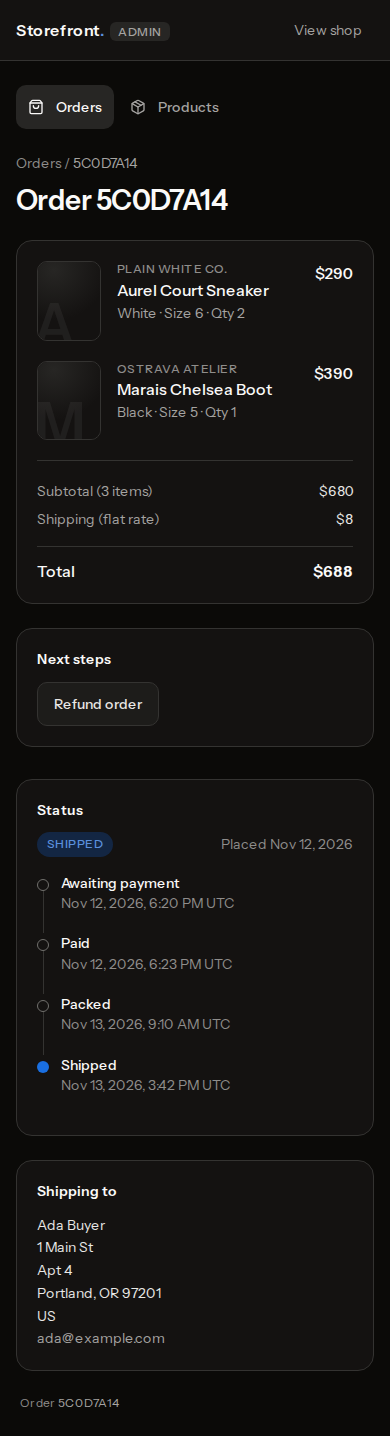 Storefront. ADMIN View shop
Orders Products
Orders / 5C0D7A14
Order 5C0D7A14
A
PLAIN WHITE CO.
Aurel Court Sneaker
White · Size 6 · Qty 2
$290
M
OSTRAVA ATELIER
Marais Chelsea Boot
Black · Size 5 · Qty 1
$390
Subtotal (3 items) $680
Shipping (flat rate) $8
Total $688
Next steps
Refund order
Status
SHIPPED Placed Nov 12, 2026
Awaiting payment
Nov 12, 2026, 6:20 PM UTC
Paid
Nov 12, 2026, 6:23 PM UTC
Packed
Nov 13, 2026, 9:10 AM UTC
Shipped
Nov 13, 2026, 3:42 PM UTC
Shipping to
Ada Buyer
1 Main St
Apt 4
Portland, OR 97201
US
ada@example.com
Order 5C0D7A14